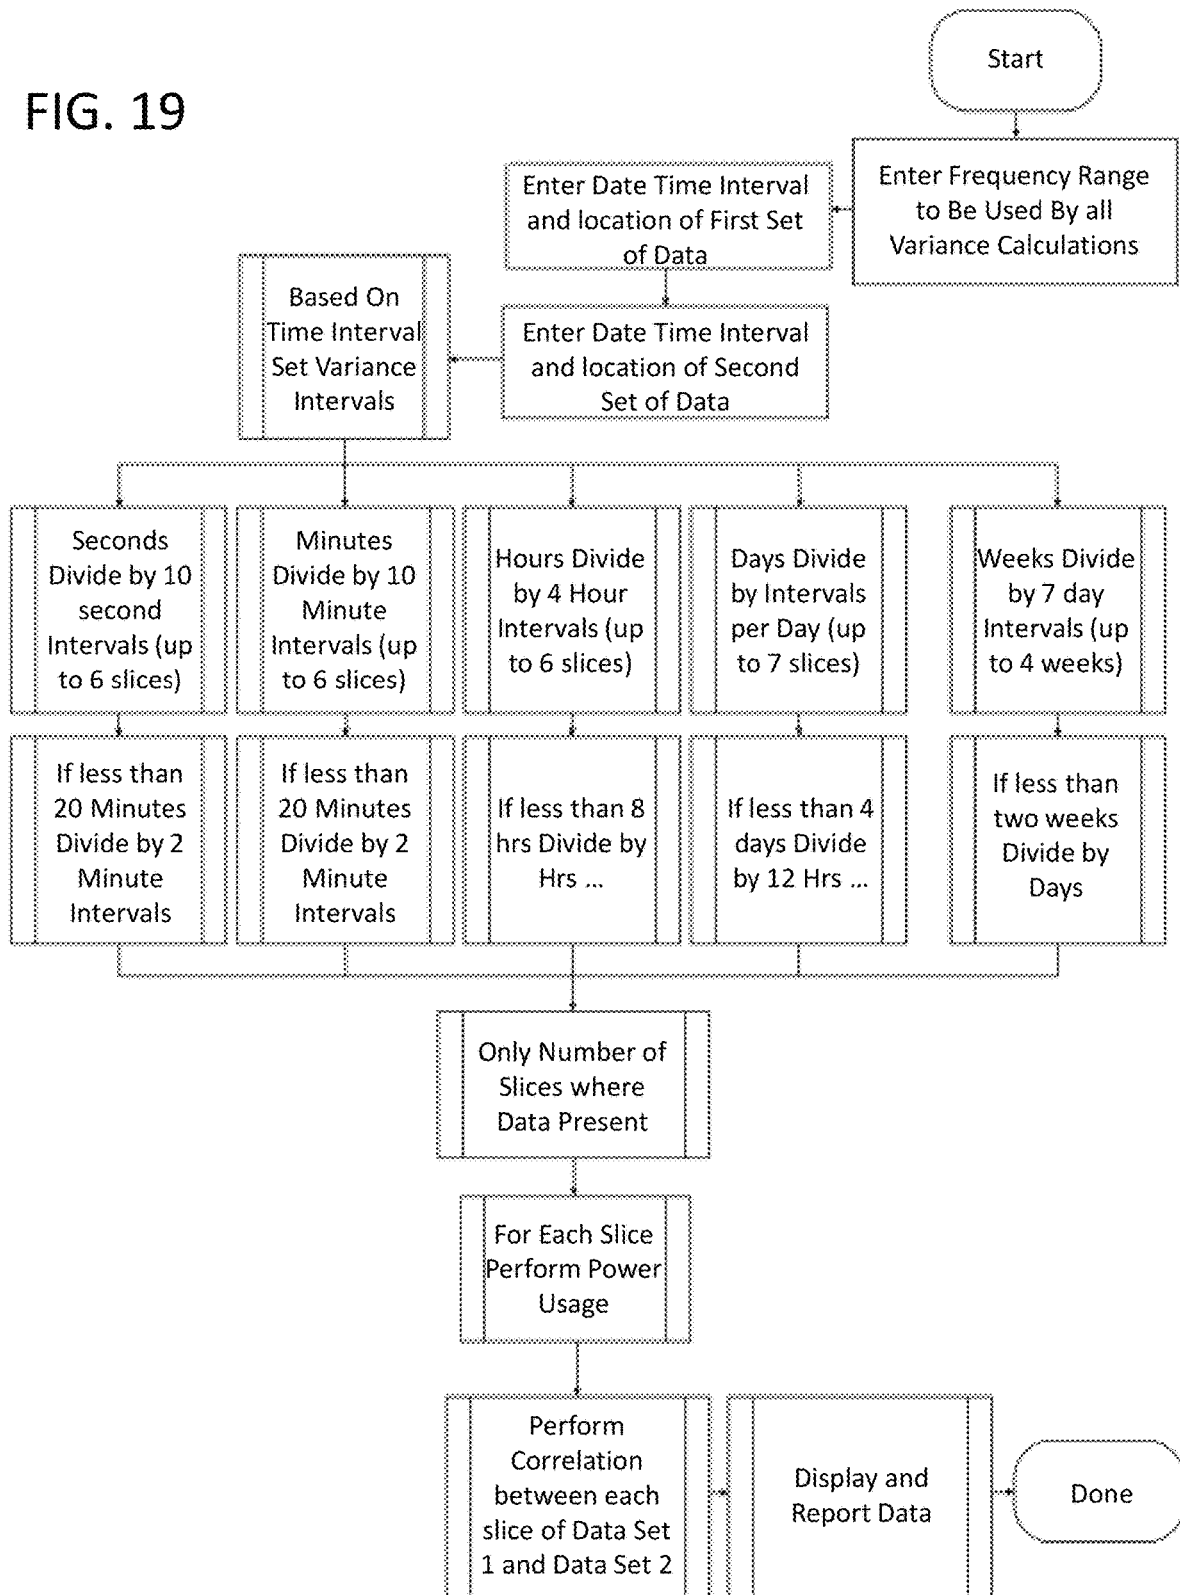 FIG. 19
Start
Enter Frequency Range
to Be Used By all
Variance Calculations
Enter Date Time Interval
and location of First Set
of Data
Enter Date Time Interval
and location of Second
Set of Data
Based On
Time Interval
Set Variance
Intervals
Seconds
Divide by 10
second
Intervals (up
to 6 slices)
Minutes
Divide by 10
Minute
Intervals (up
to 6 slices)
Hours Divide
by 4 Hour
Intervals (up
to 6 slices)
Days Divide
by Intervals
per Day (up
to 7 slices)
Weeks Divide
by 7 day
Intervals (up
to 4 weeks)
If less than
20 Minutes
Divide by 2
Minute
Intervals
If less than
20 Minutes
Divide by 2
Minute
Intervals
If less than 8
hrs Divide by
Hrs ...
If less than 4
days Divide
by 12 Hrs ...
If less than
two weeks
Divide by
Days
Only Number of
Slices where
Data Present
For Each Slice
Perform Power
Usage
Perform
Correlation
between each
slice of Data Set
1 and Data Set 2
Display and
Report Data
Done